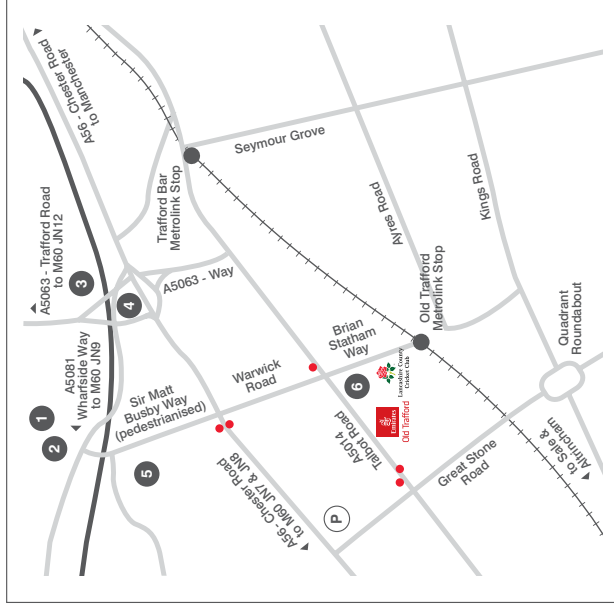 A56 - Chester Road
to Manchester
A5063 - Trafford Road
to M60 JN12
A5081
Wharfside Way
to M60 JN9
1
2
3
4
5
6
P
Trafford Bar
Metrolink Stop
Seymour Grove
A5063 - Way
Ayres Road
Kings Road
Sir Matt
Busby Way
(pedestrianised)
Warwick
Road
Brian
Statham
Way
Old Trafford
Metrolink Stop
Lancashire County
Cricket Club
Emirates
Old Trafford
A5014
Talbot Road
A56 - Chester Road
to M60 JN7 & JN8
Great Stone
Road
Quadrant
Roundabout
to Sale &
Altrincham